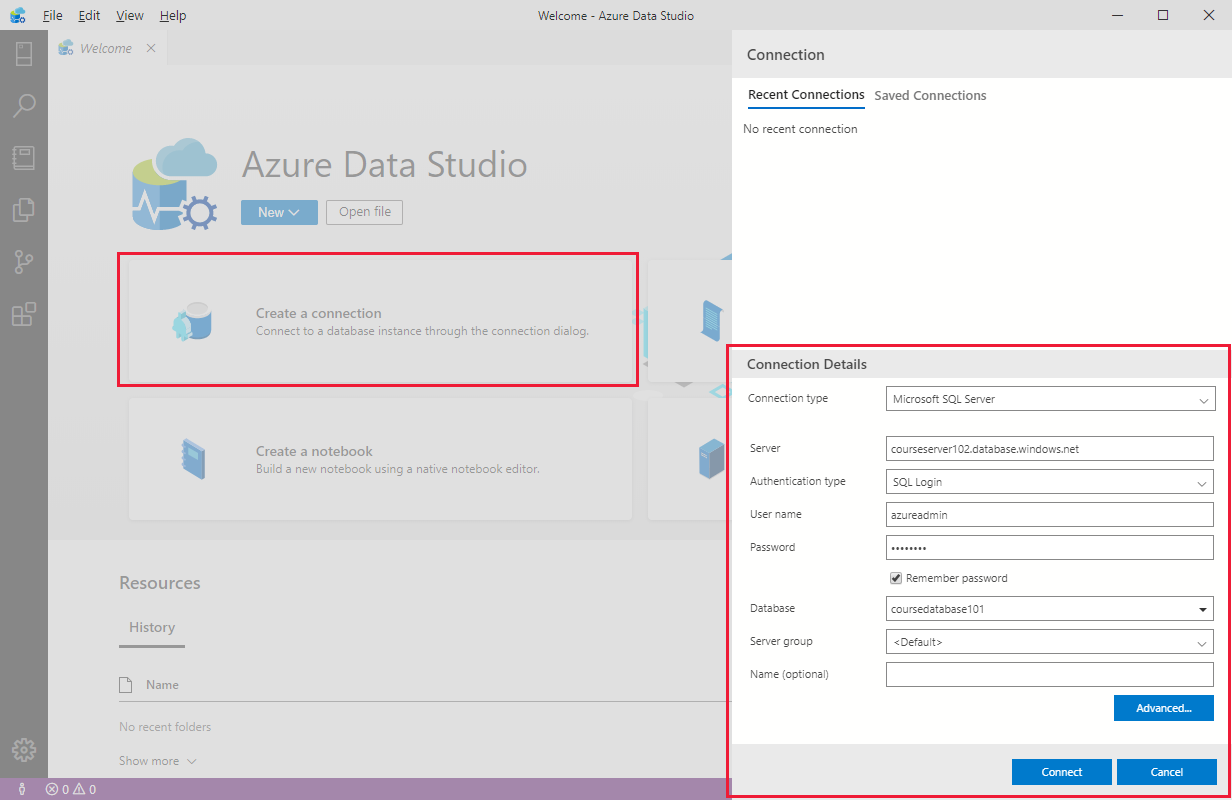 File Edit View Help
Welcome - Azure Data Studio
Welcome
Azure Data Studio
New
Open file
Create a connection
Connect to a database instance through the connection dialog.
Create a notebook
Build a new notebook using a native notebook editor.
Resources
History
Name
No recent folders
Show more
0 0
Connection
Recent Connections Saved Connections
No recent connection
Connection Details
Connection type Microsoft SQL Server
Server courseserver102.database.windows.net
Authentication type SQL Login
User name azureadmin
Password ••••••••
Remember password
Database coursedatabase101
Server group <Default>
Name (optional)
Advanced...
Connect Cancel